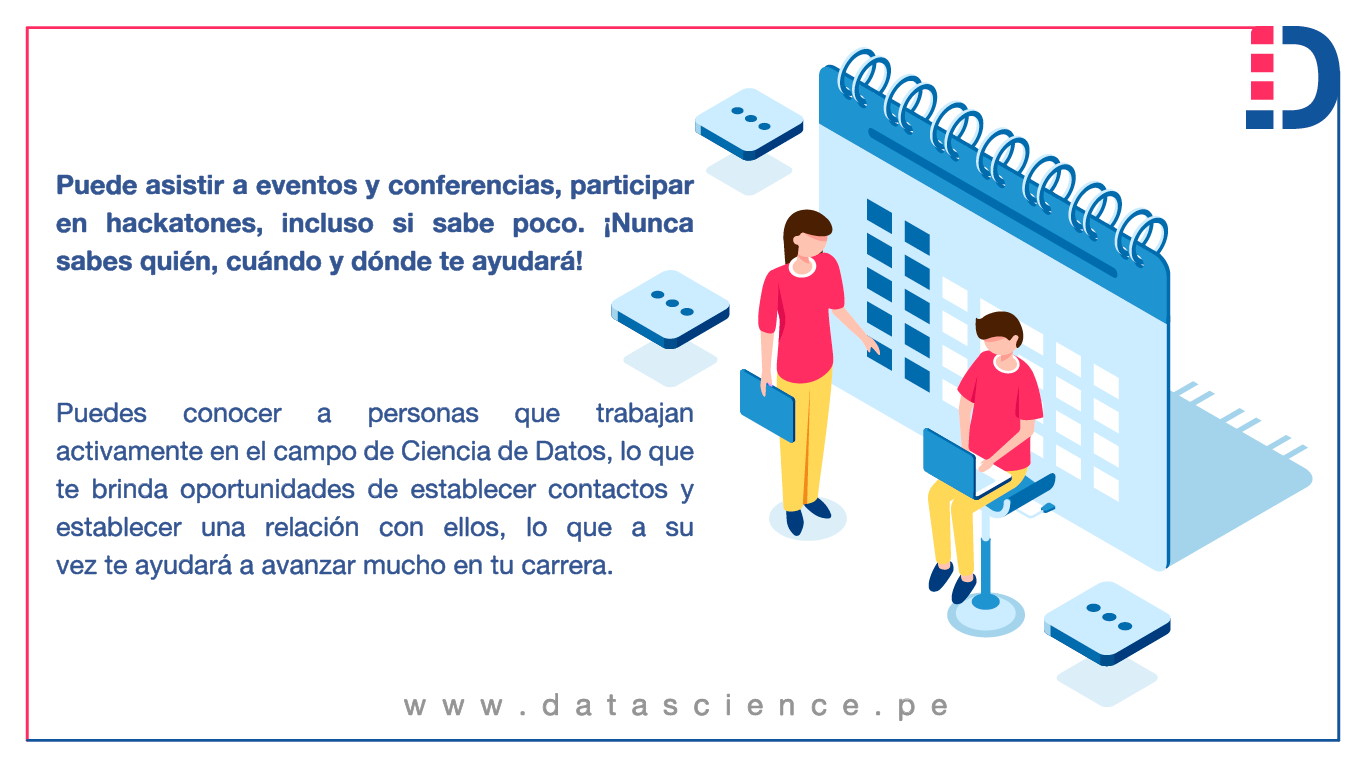 Puede asistir a eventos y conferencias, participar
en hackatones, incluso si sabe poco. ¡Nunca
sabes quién, cuándo y dónde te ayudará!
Puedes conocer a personas que trabajan
activamente en el campo de Ciencia de Datos, lo que
te brinda oportunidades de establecer contactos y
establecer una relación con ellos, lo que a su
vez te ayudará a avanzar mucho en tu carrera.
www.datascience.pe